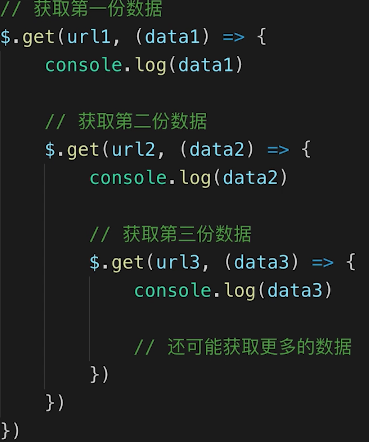 // 获取第一份数据
$.get(url1, (data1) => {
    console.log(data1)

    // 获取第二份数据
    $.get(url2, (data2) => {
        console.log(data2)

        // 获取第三份数据
        $.get(url3, (data3) => {
            console.log(data3)

            // 还可能获取更多的数据
        })
    })
})